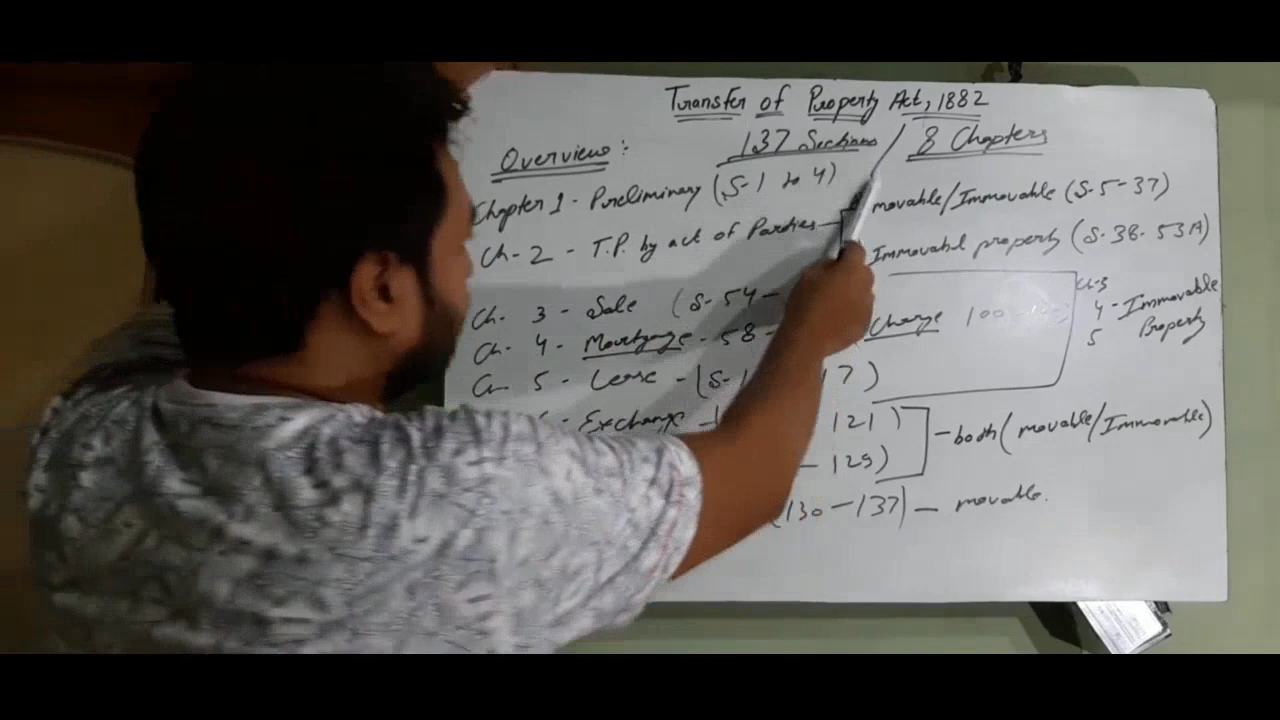 Transfer of Property Act, 1882
137 Sections / 8 Chapters
Overview:
Chapter 1 - Preliminary (S-1 to 4)
movable/Immovable (S-5-37)
Ch- 2 - T.P. by act of Parties -
Immovabl property (S-38-53A)
Ch- 3 - Sale (S-54-
Ch- 4 - Mortgage - 58 - Charge 100
Ch-3
4 - Immovable
5 Property
Ch- 5 - Lease - (S-1 17)
Exchange - 121)
- both (movable/Immovable)
- 129)
(130-137) - movable.